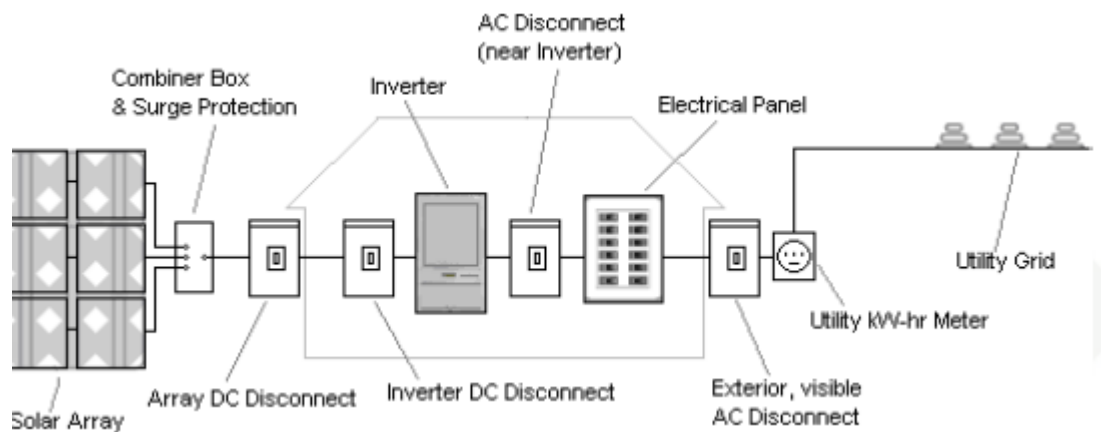 AC Disconnect
(near Inverter)
Combiner Box
& Surge Protection
Inverter
Electrical Panel
Utility Grid
Utility kW-hr Meter
Array DC Disconnect
Inverter DC Disconnect
Exterior, visible
AC Disconnect
Solar Array